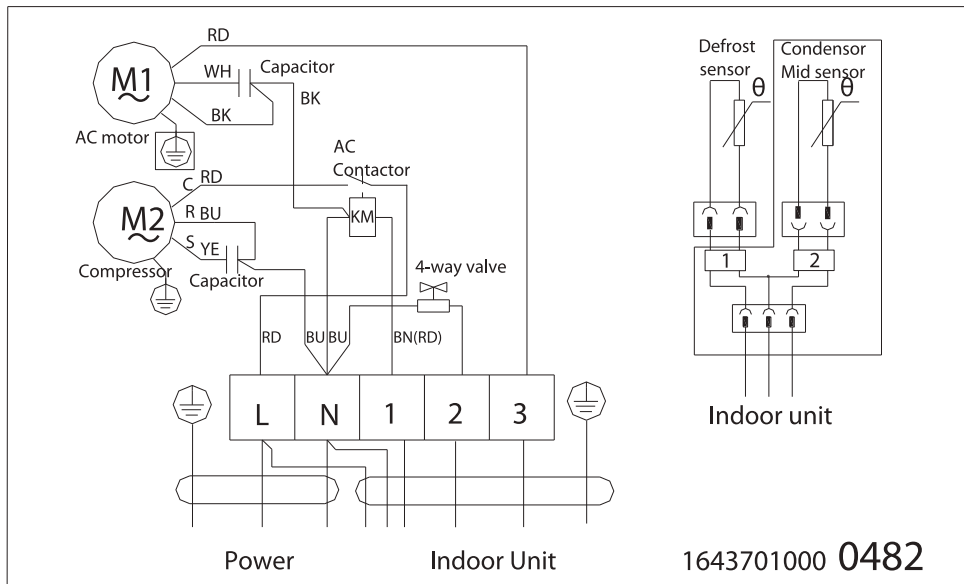 RD
M1
WH
Capacitor
BK
BK
AC motor
AC
Contactor
C RD
KM
M2
R BU
S YE
Compressor
Capacitor
4-way valve
RD
BU
BU
BN(RD)
L
N
1
2
3
Power
Indoor Unit
Defrost
sensor
Condensor
Mid sensor
θ
θ
1
2
Indoor unit
1643701000 0482